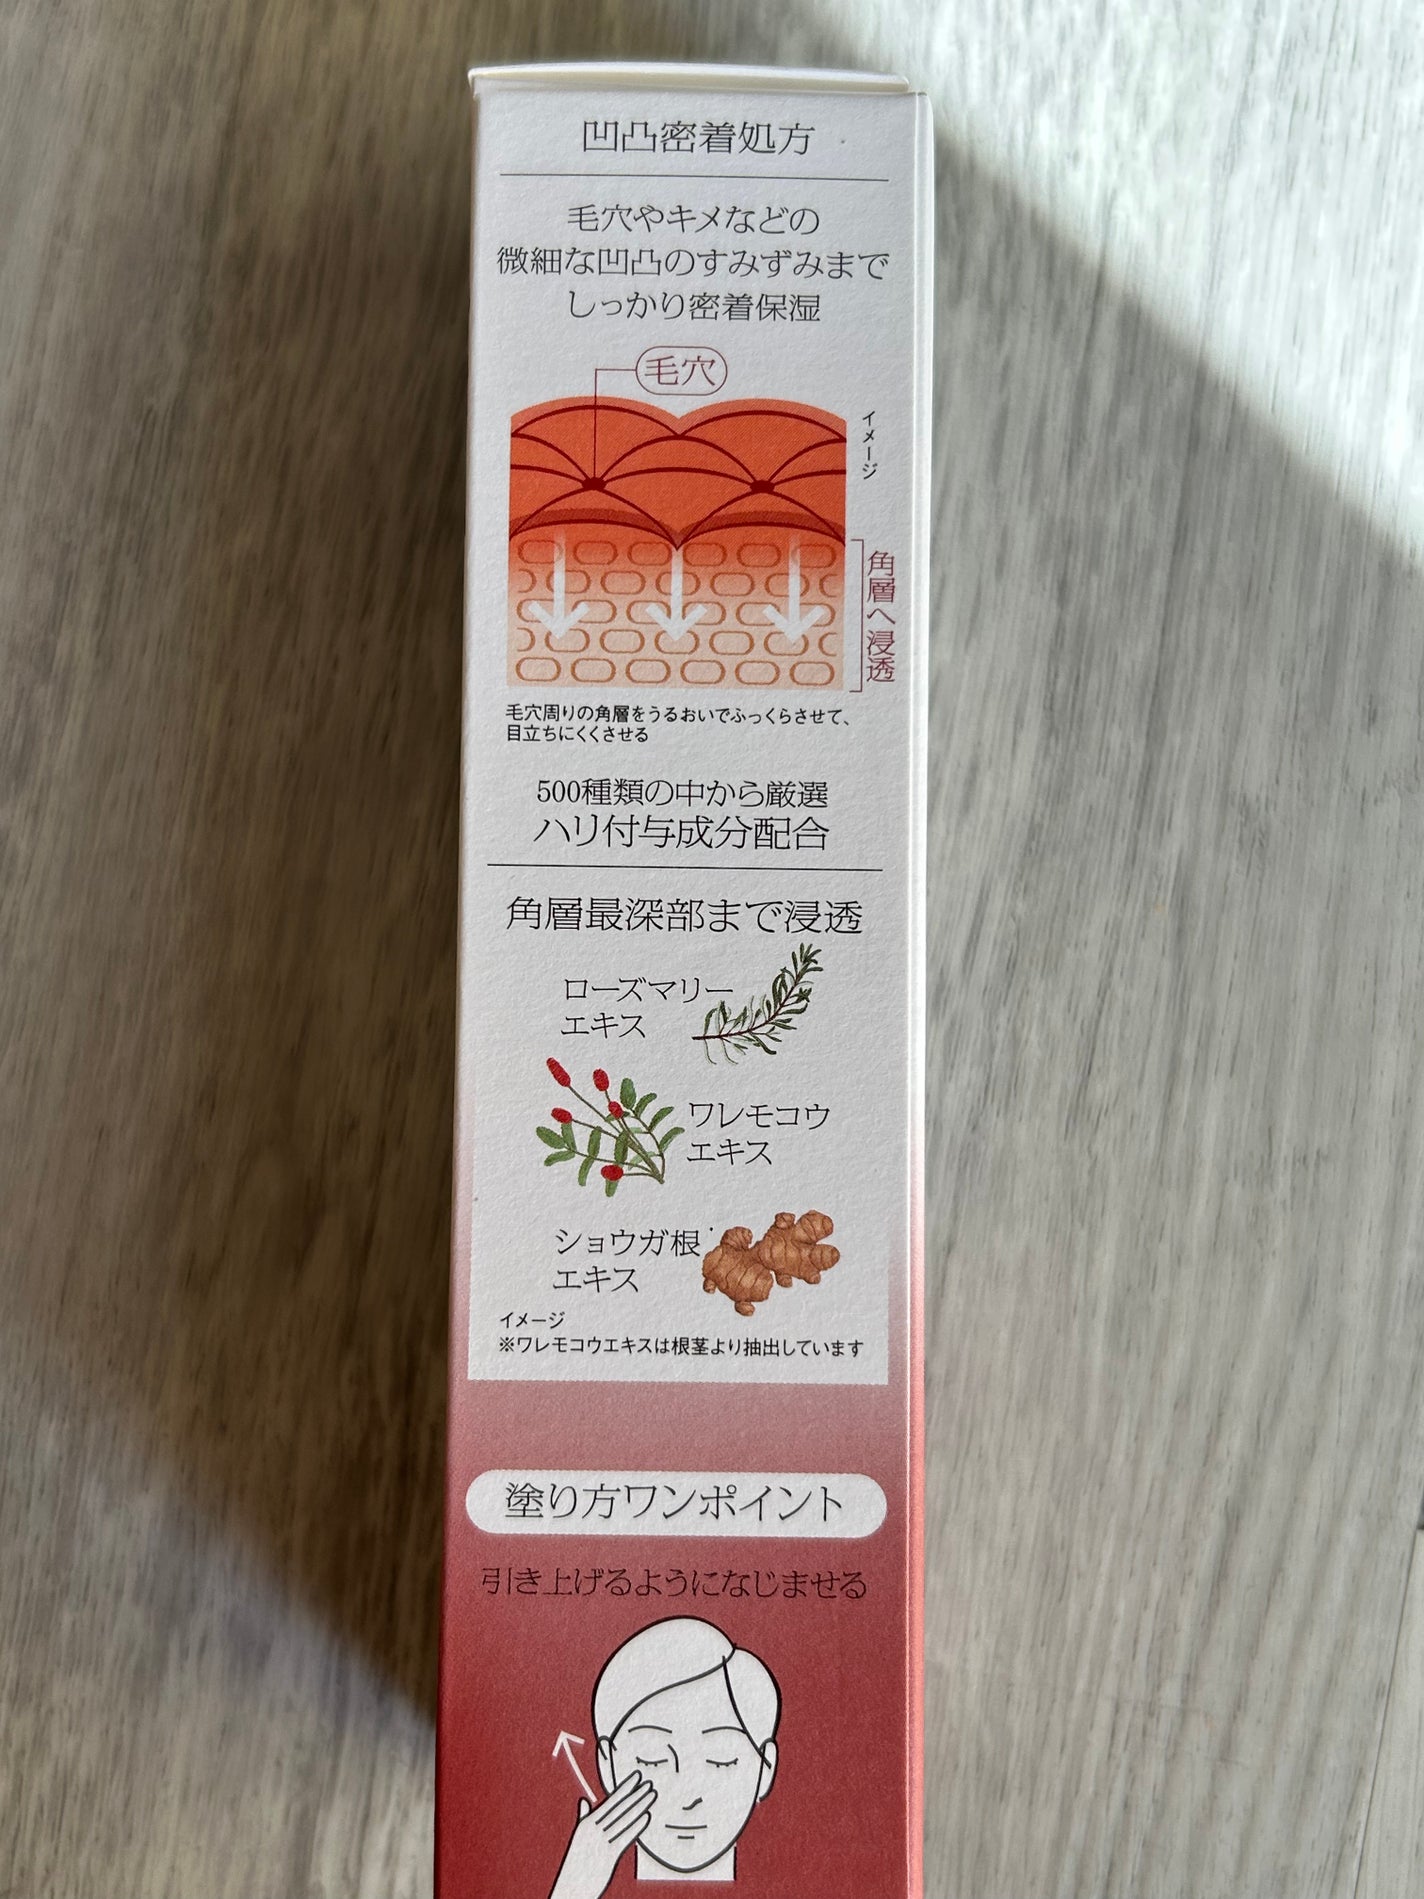 凹凸密着処方
毛穴やキメなどの
微細な凹凸のすみずみまで
しっかり密着保湿
毛穴
イメージ
角層へ浸透
毛穴周りの角層をうるおいでふっくらさせて、
目立ちにくくさせる
500種類の中から厳選
ハリ付与成分配合
角層最深部まで浸透
ローズマリー
エキス
ワレモコウ
エキス
ショウガ根
エキス
イメージ
※ワレモコウエキスは根茎より抽出しています
塗り方ワンポイント
引き上げるようになじませる